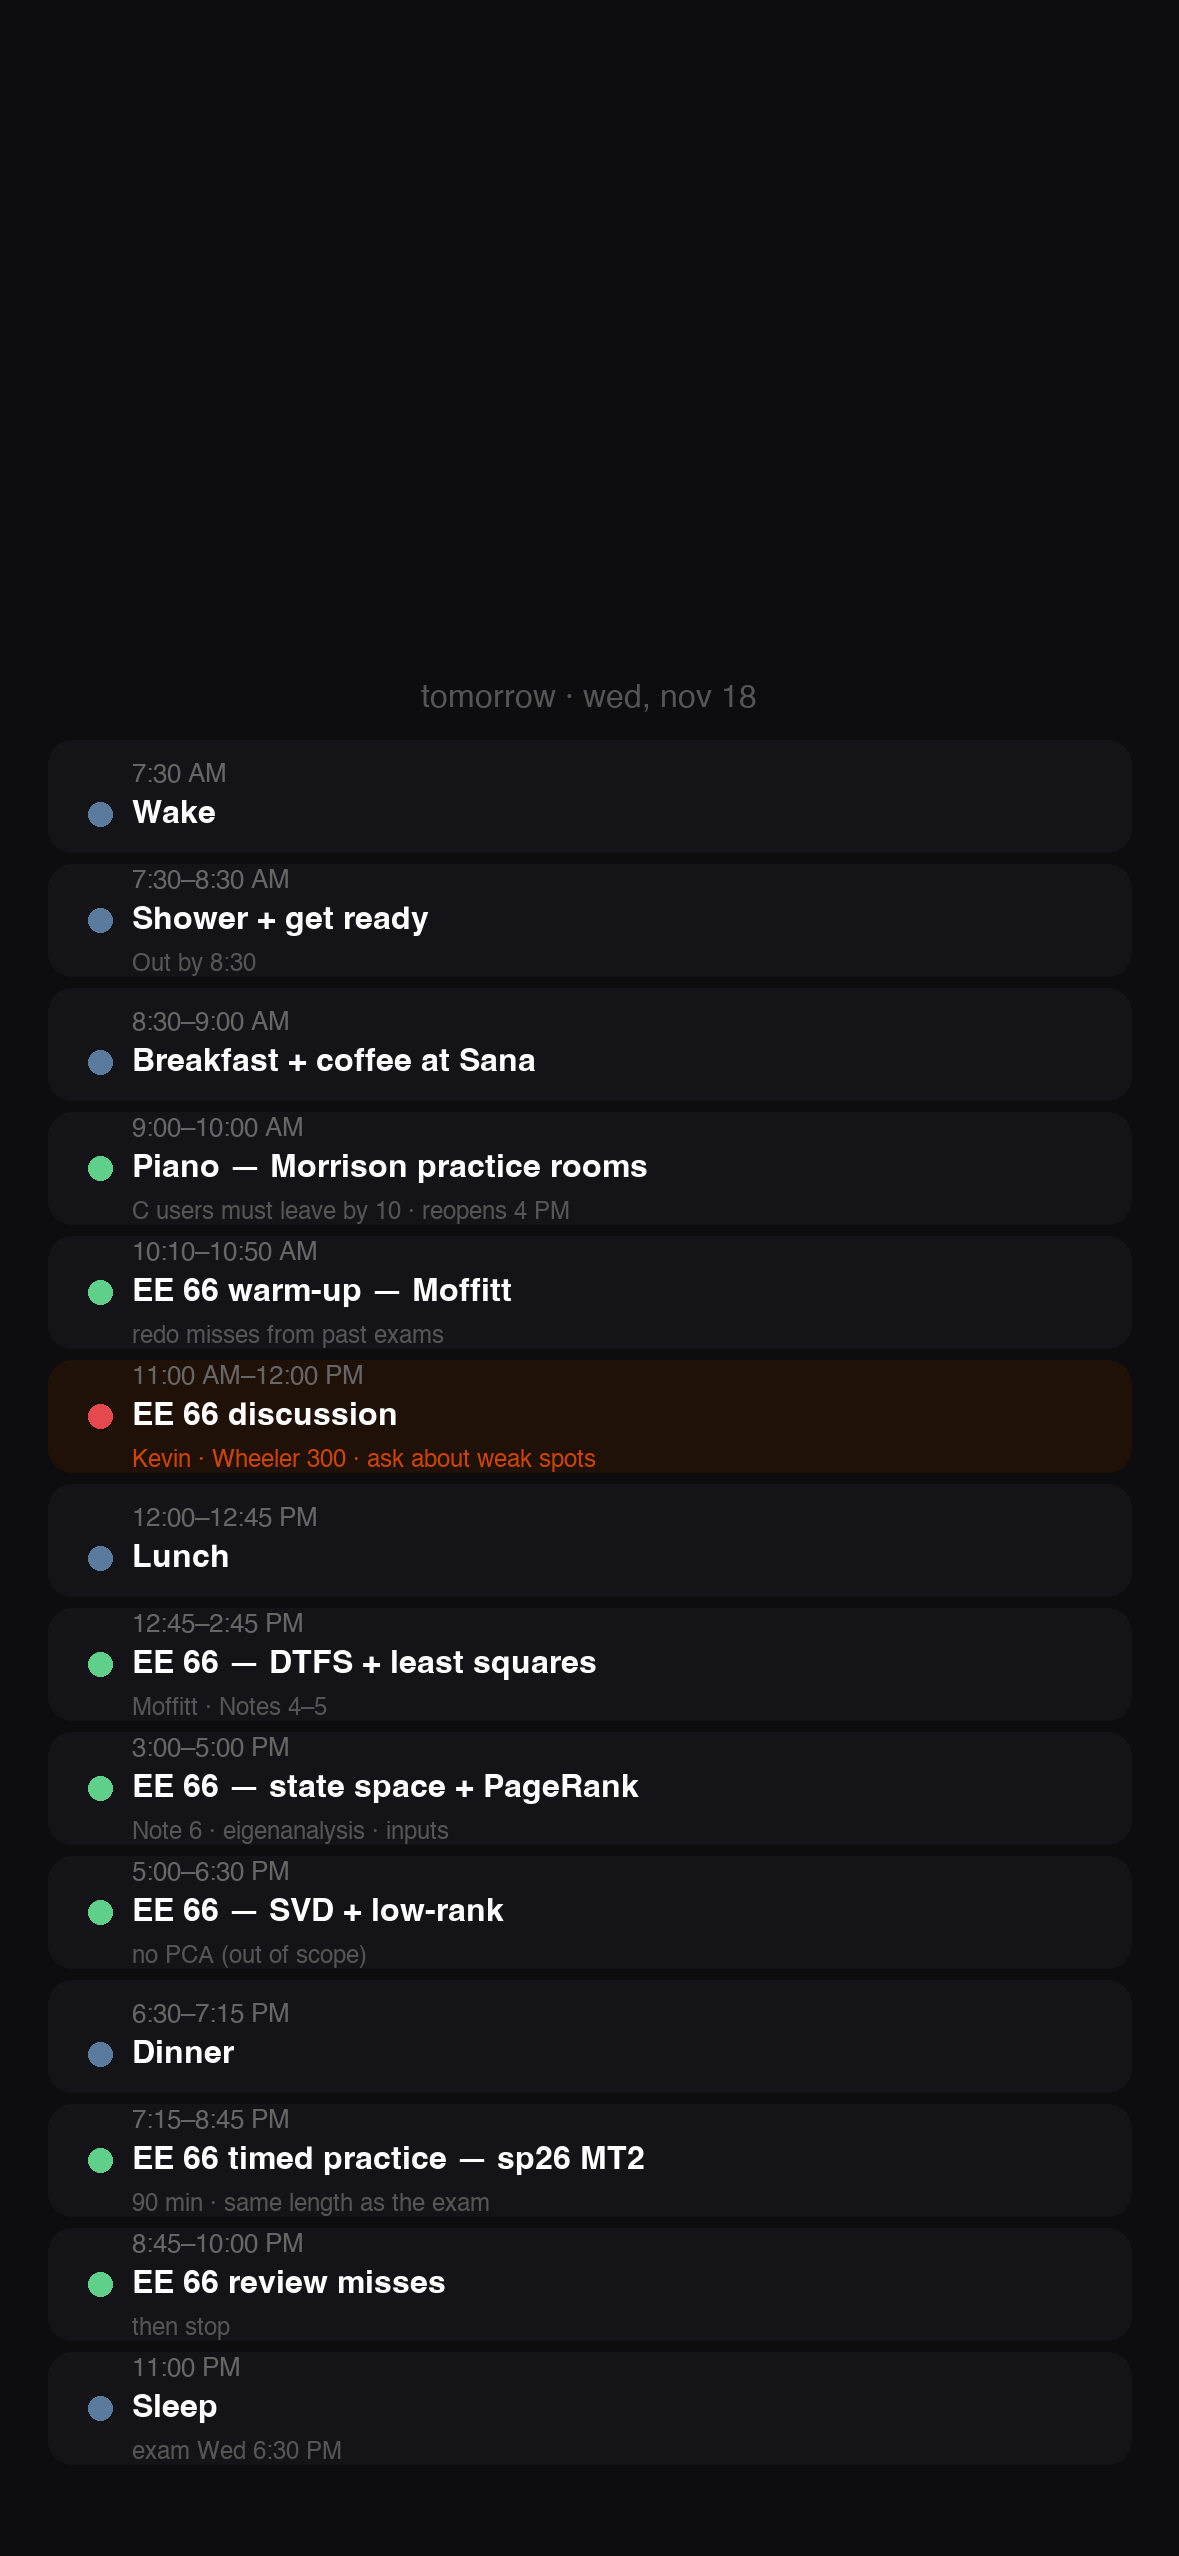 tomorrow · wed, nov 18
7:30 AM
Wake
7:30–8:30 AM
Shower + get ready
Out by 8:30
8:30–9:00 AM
Breakfast + coffee at Sana
9:00–10:00 AM
Piano — Morrison practice rooms
C users must leave by 10 · reopens 4 PM
10:10–10:50 AM
EE 66 warm-up — Moffitt
redo misses from past exams
11:00 AM–12:00 PM
EE 66 discussion
Kevin · Wheeler 300 · ask about weak spots
12:00–12:45 PM
Lunch
12:45–2:45 PM
EE 66 — DTFS + least squares
Moffitt · Notes 4–5
3:00–5:00 PM
EE 66 — state space + PageRank
Note 6 · eigenanalysis · inputs
5:00–6:30 PM
EE 66 — SVD + low-rank
no PCA (out of scope)
6:30–7:15 PM
Dinner
7:15–8:45 PM
EE 66 timed practice — sp26 MT2
90 min · same length as the exam
8:45–10:00 PM
EE 66 review misses
then stop
11:00 PM
Sleep
exam Wed 6:30 PM